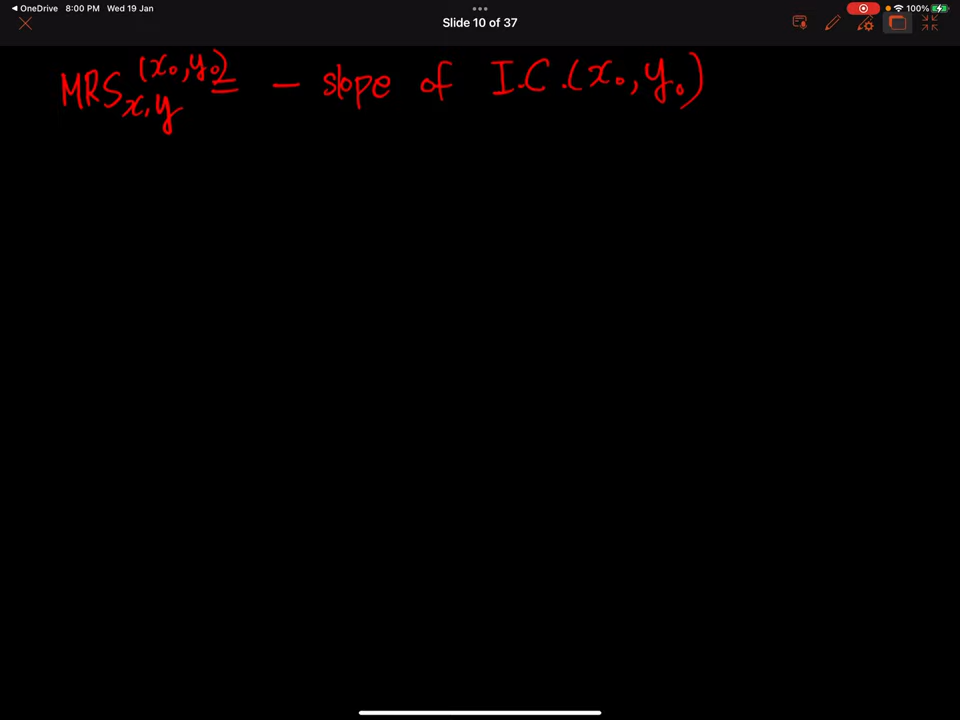 OneDrive 8:00 PM Wed 19 Jan 100%
Slide 10 of 37
MRS x,y (x₀,y₀) = – slope of I.C.(x₀,y₀)